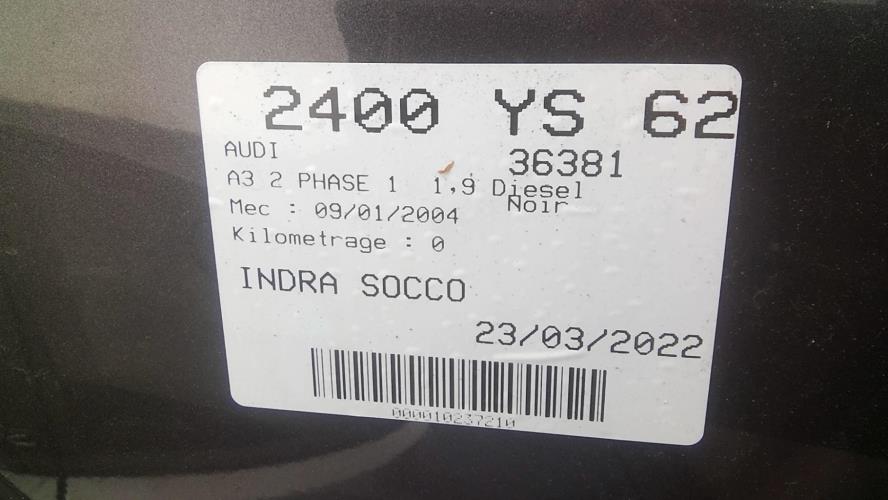 2400 YS 62
AUDI
36381
A3 2 PHASE 1 1,9 Diesel
Noir
Mec : 09/01/2004
Kilometrage : 0
INDRA SOCCO
23/03/2022
000010237210